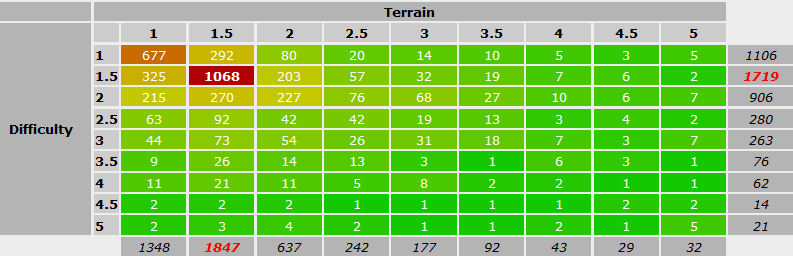 Terrain
1 1.5 2 2.5 3 3.5 4 4.5 5
1 677 292 80 20 14 10 5 3 5 1106
1.5 325 1068 203 57 32 19 7 6 2 1719
2 215 270 227 76 68 27 10 6 7 906
Difficulty
2.5 63 92 42 42 19 13 3 4 2 280
3 44 73 54 26 31 18 7 3 7 263
3.5 9 26 14 13 3 1 6 3 1 76
4 11 21 11 5 8 2 2 1 1 62
4.5 2 2 2 1 1 1 1 2 2 14
5 2 3 4 2 1 1 2 1 5 21
1348 1847 637 242 177 92 43 29 32